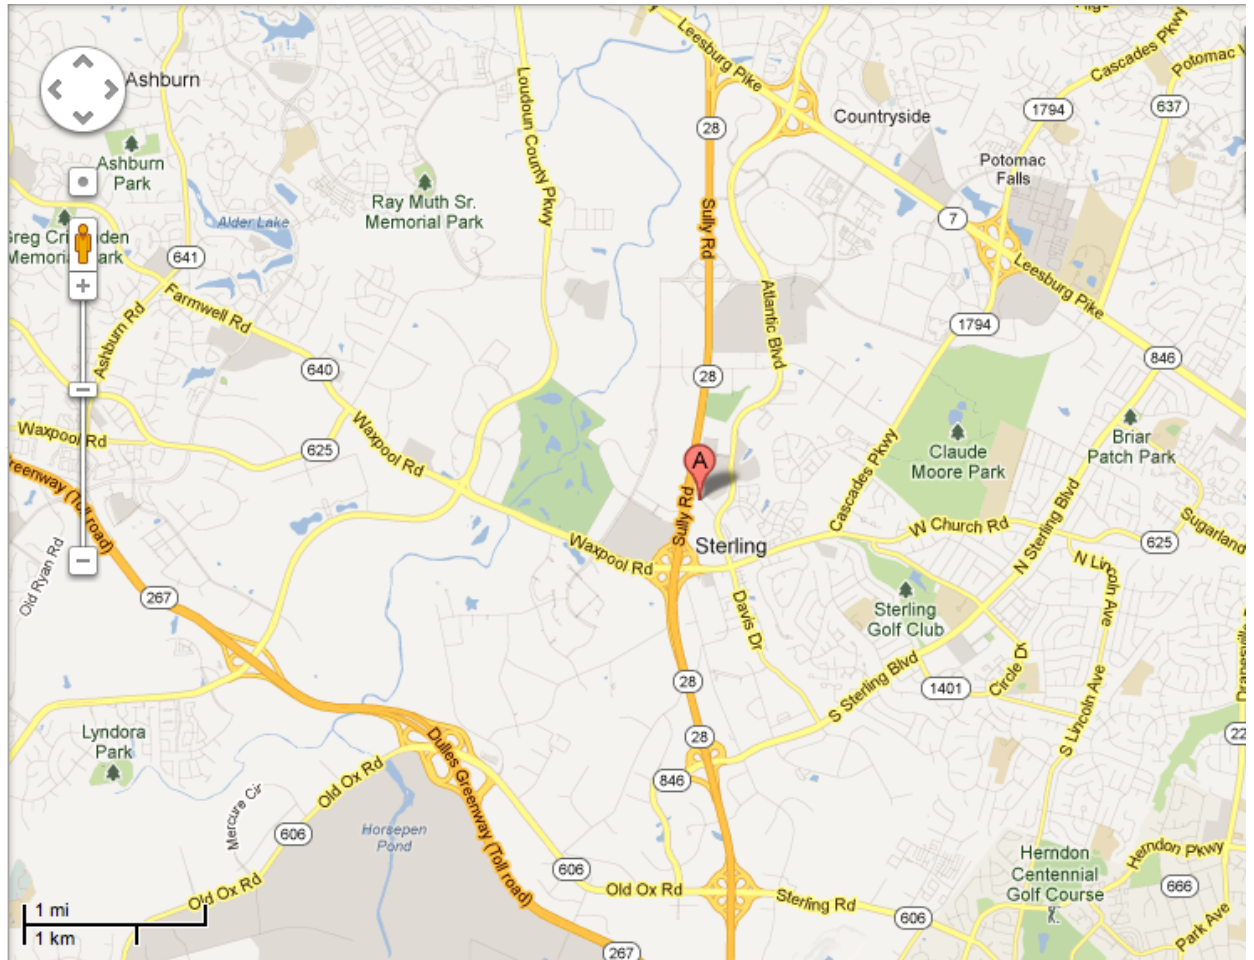 Leesburg Pike
Cascades Pkwy
Potomac
Ashburn
Loudoun County Pkwy
Countryside
1794
637
28
Ashburn
Park
Potomac
Falls
Ray Muth Sr.
Memorial Park
Alder Lake
Sully Rd
7
641
Leesburg Pike
Farmwell Rd
Atlantic Blvd
Ashburn Rd
1794
640
28
846
Waxpool Rd
Waxpool Rd
625
Claude
Moore Park
Briar
Patch Park
A
Cascades Pkwy
Sully Rd
W Church Rd
N Sterling Blvd
625
Sugarland
reenway (Toll road)
Waxpool Rd
Sterling
N Lincoln Ave
Old Ryan Rd
267
Davis Dr
Sterling
Golf Club
28
S Sterling Blvd
1401
Circle Dr
S Lincoln Ave
Lyndora
Park
28
22
Dulles Greenway (Toll road)
Old Ox Rd
846
Mercure Cir
606
Horsepen
Pond
606
Herndon
Centennial
Golf Course
Herndon Pkwy
666
Old Ox Rd
Old Ox Rd
Sterling Rd
606
Park Ave
1 mi
1 km
267